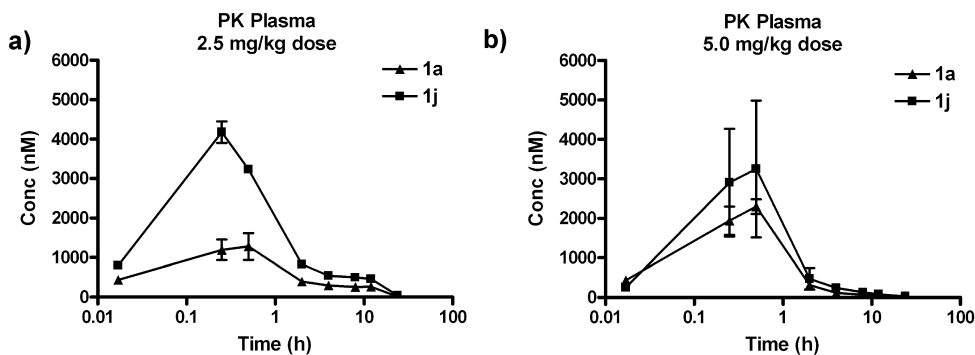 a)
PK Plasma
2.5 mg/kg dose
6000
5000
4000
3000
2000
1000
0
Conc (nM)
0.01
0.1
1
10
100
Time (h)
1a
1j
b)
PK Plasma
5.0 mg/kg dose
6000
5000
4000
3000
2000
1000
0
Conc (nM)
0.01
0.1
1
10
100
Time (h)
1a
1j